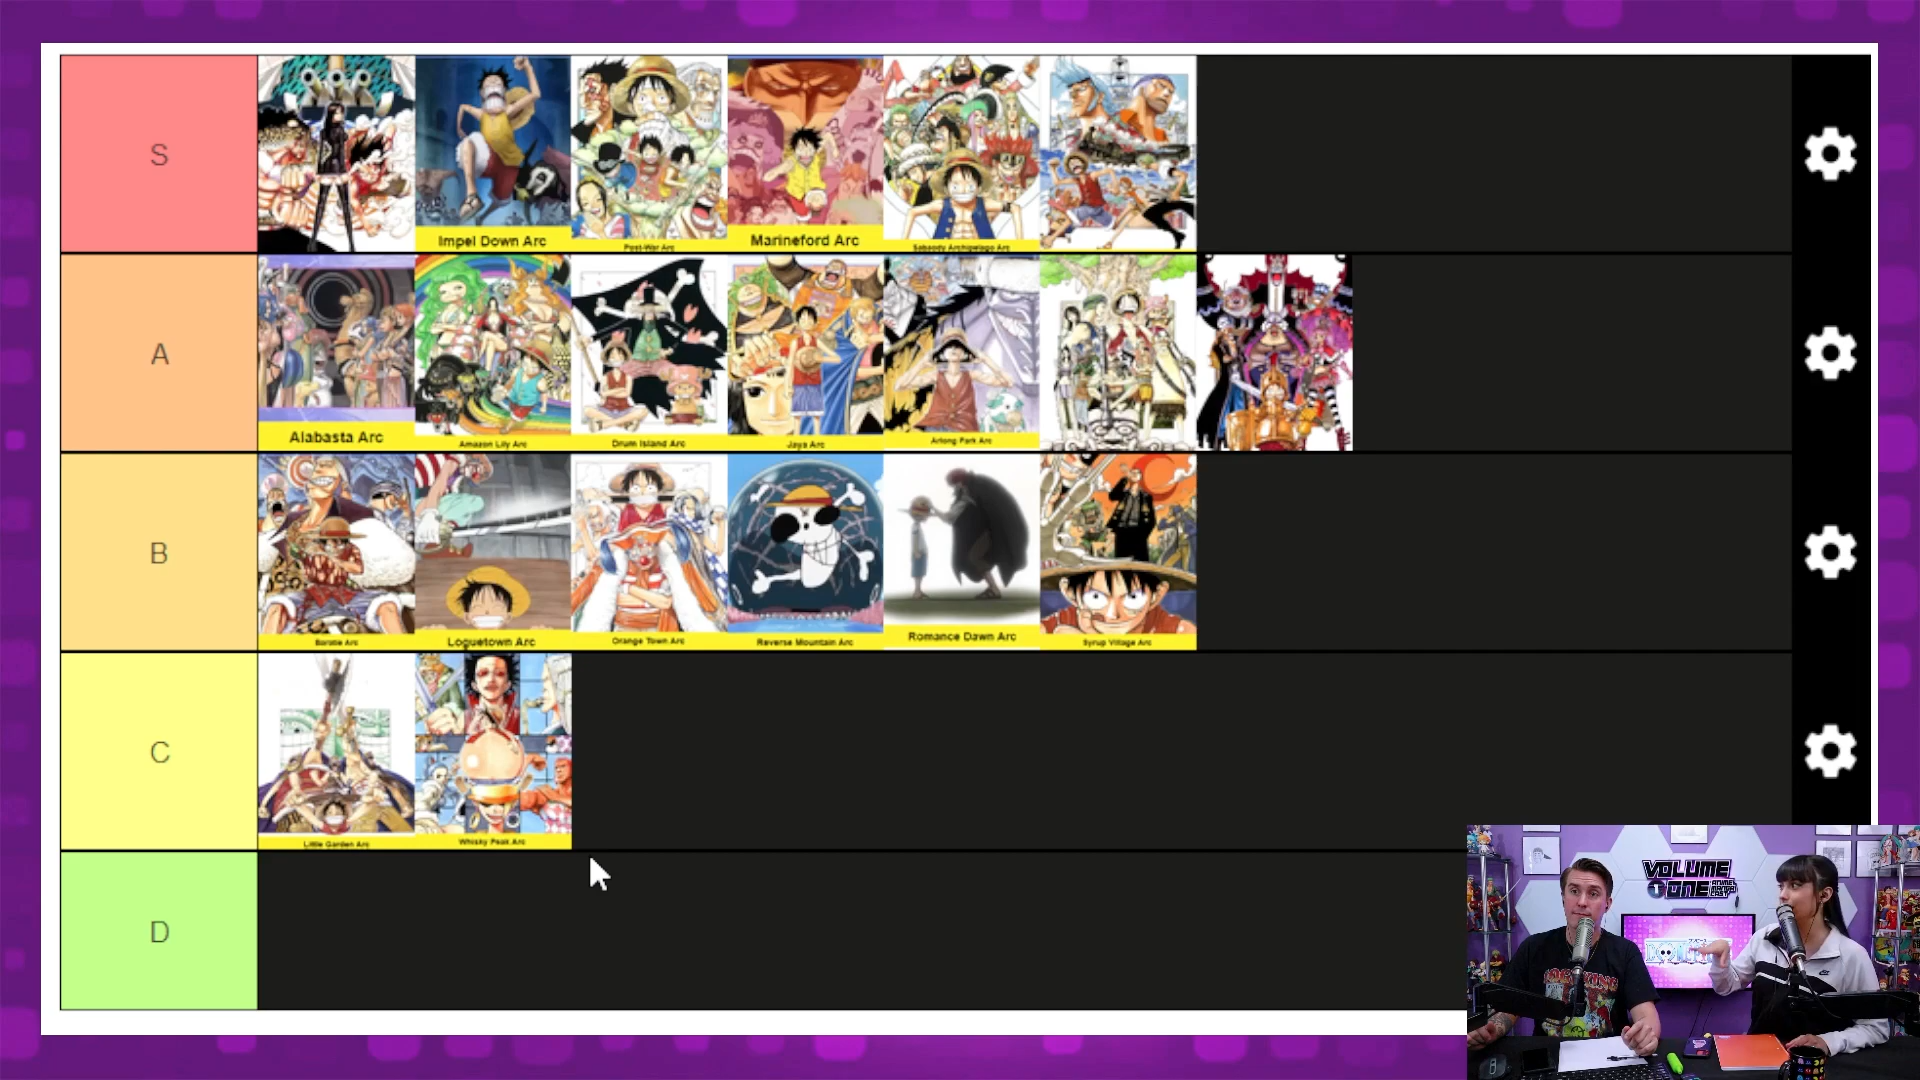 S
Impel Down Arc
Post-War Arc
Marineford Arc
Sabaody Archipelago Arc
A
Alabasta Arc
Amazon Lily Arc
Drum Island Arc
Jaya Arc
Arlong Park Arc
B
Baratie Arc
Loguetown Arc
Orange Town Arc
Reverse Mountain Arc
Romance Dawn Arc
Syrup Village Arc
C
Little Garden Arc
Whisky Peak Arc
D
VOLUME
ONE